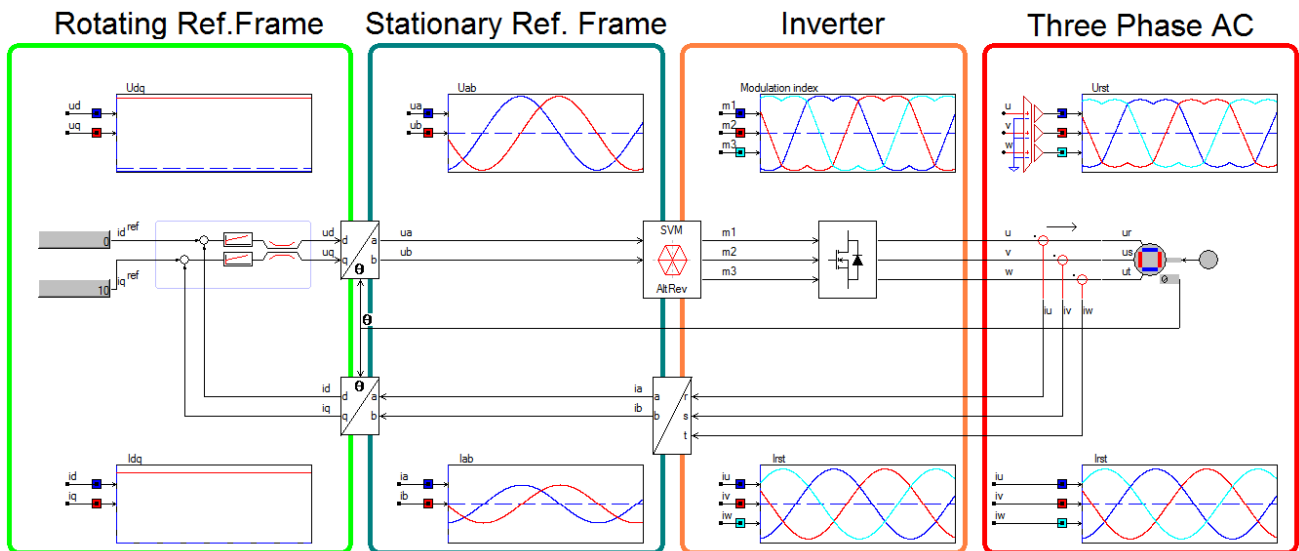 Rotating Ref.Frame
Stationary Ref. Frame
Inverter
Three Phase AC
Udq
ud
uq
Uab
ua
ub
Modulation index
m1
m2
m3
Urst
u
v
w
0
id ref
10
iq ref
ud
uq
d
q
a
b
θ
ua
ub
SVM
AltRev
m1
m2
m3
u
v
w
ur
us
ut
ø
iu
iv
iw
θ
θ
id
iq
d
q
a
b
ia
ib
a
b
r
s
t
Idq
id
iq
Iab
ia
ib
Irst
iu
iv
iw
Irst
iu
iv
iw